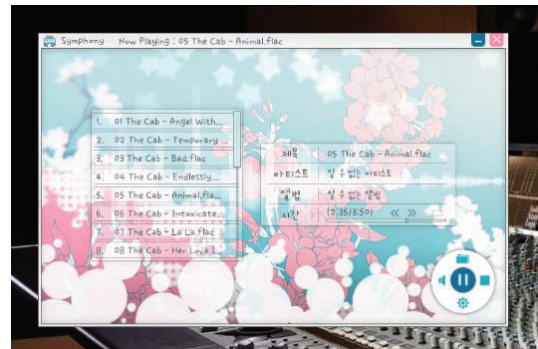 Symphony Now Playing : 05 The Cab - Animal.flac
1. 01 The Cab - Angel With...
2. 02 The Cab - Temporary ...
3. 03 The Cab - Bad.flac
4. 04 The Cab - Endlessly....
5. 05 The Cab - Animal.fla...
6. 06 The Cab - Intoxicate...
7. 07 The Cab - La La.flac
8. 08 The Cab - Her Love I...
제목 05 The Cab - Animal.flac
아티스트 알 수 없는 아티스트
앨범 알 수 없는 앨범
시간 (2:35/3:50)